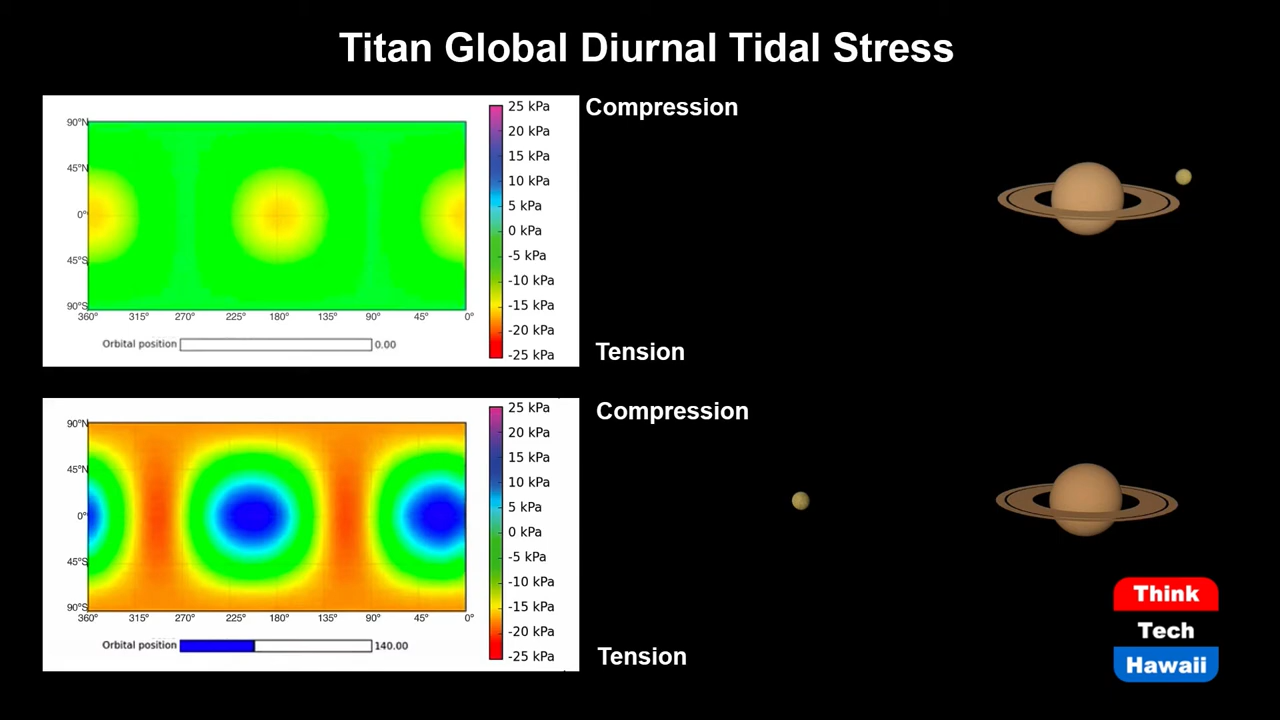 Titan Global Diurnal Tidal Stress
Compression
25 kPa
20 kPa
15 kPa
10 kPa
5 kPa
0 kPa
-5 kPa
-10 kPa
-15 kPa
-20 kPa
-25 kPa
90°N
45°N
0°
45°S
90°S
360° 315° 270° 225° 180° 135° 90° 45° 0°
Orbital position 0.00
Tension
Compression
25 kPa
20 kPa
15 kPa
10 kPa
5 kPa
0 kPa
-5 kPa
-10 kPa
-15 kPa
-20 kPa
-25 kPa
90°N
45°N
0°
45°S
90°S
360° 315° 270° 225° 180° 135° 90° 45° 0°
Orbital position 140.00
Tension
Think
Tech
Hawaii